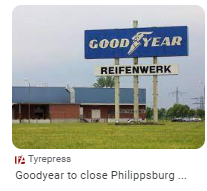 GOODYEAR
REIFENWERK
Tyrepress
Goodyear to close Philippsburg ...